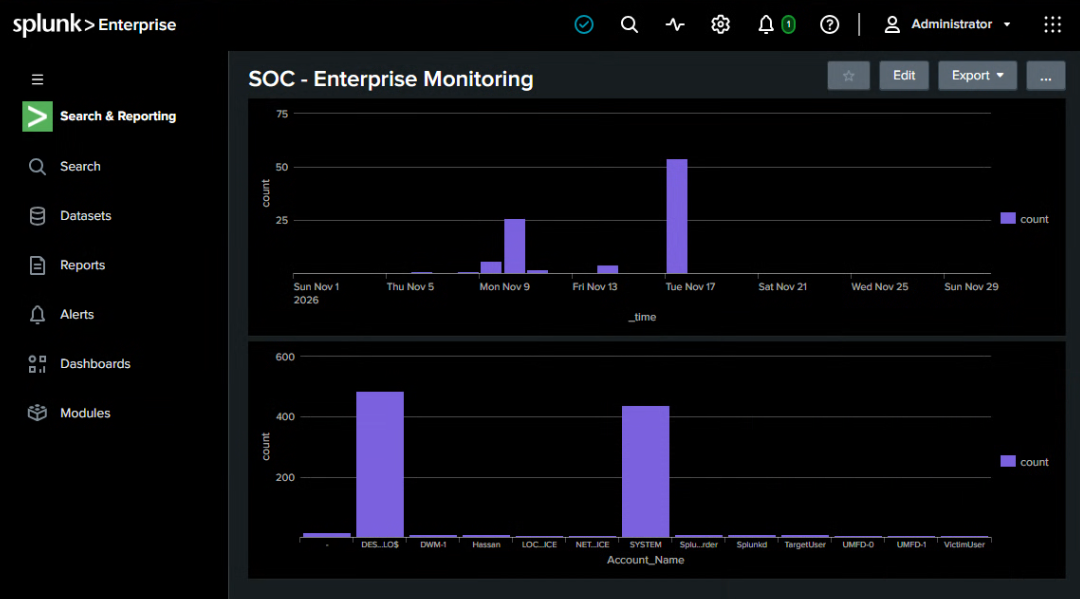 splunk> Enterprise
1
Administrator
SOC - Enterprise Monitoring
Edit
Export
...
Search & Reporting
Search
Datasets
Reports
Alerts
Dashboards
Modules
75
50
25
count
count
Sun Nov 1
2026
Thu Nov 5
Mon Nov 9
Fri Nov 13
Tue Nov 17
Sat Nov 21
Wed Nov 25
Sun Nov 29
_time
600
400
200
count
count
-
DES...LO$
DWM-1
Hassan
LOC...ICE
NET...ICE
SYSTEM
Splu...rder
Splunkd
TargetUser
UMFD-0
UMFD-1
VictimUser
Account_Name